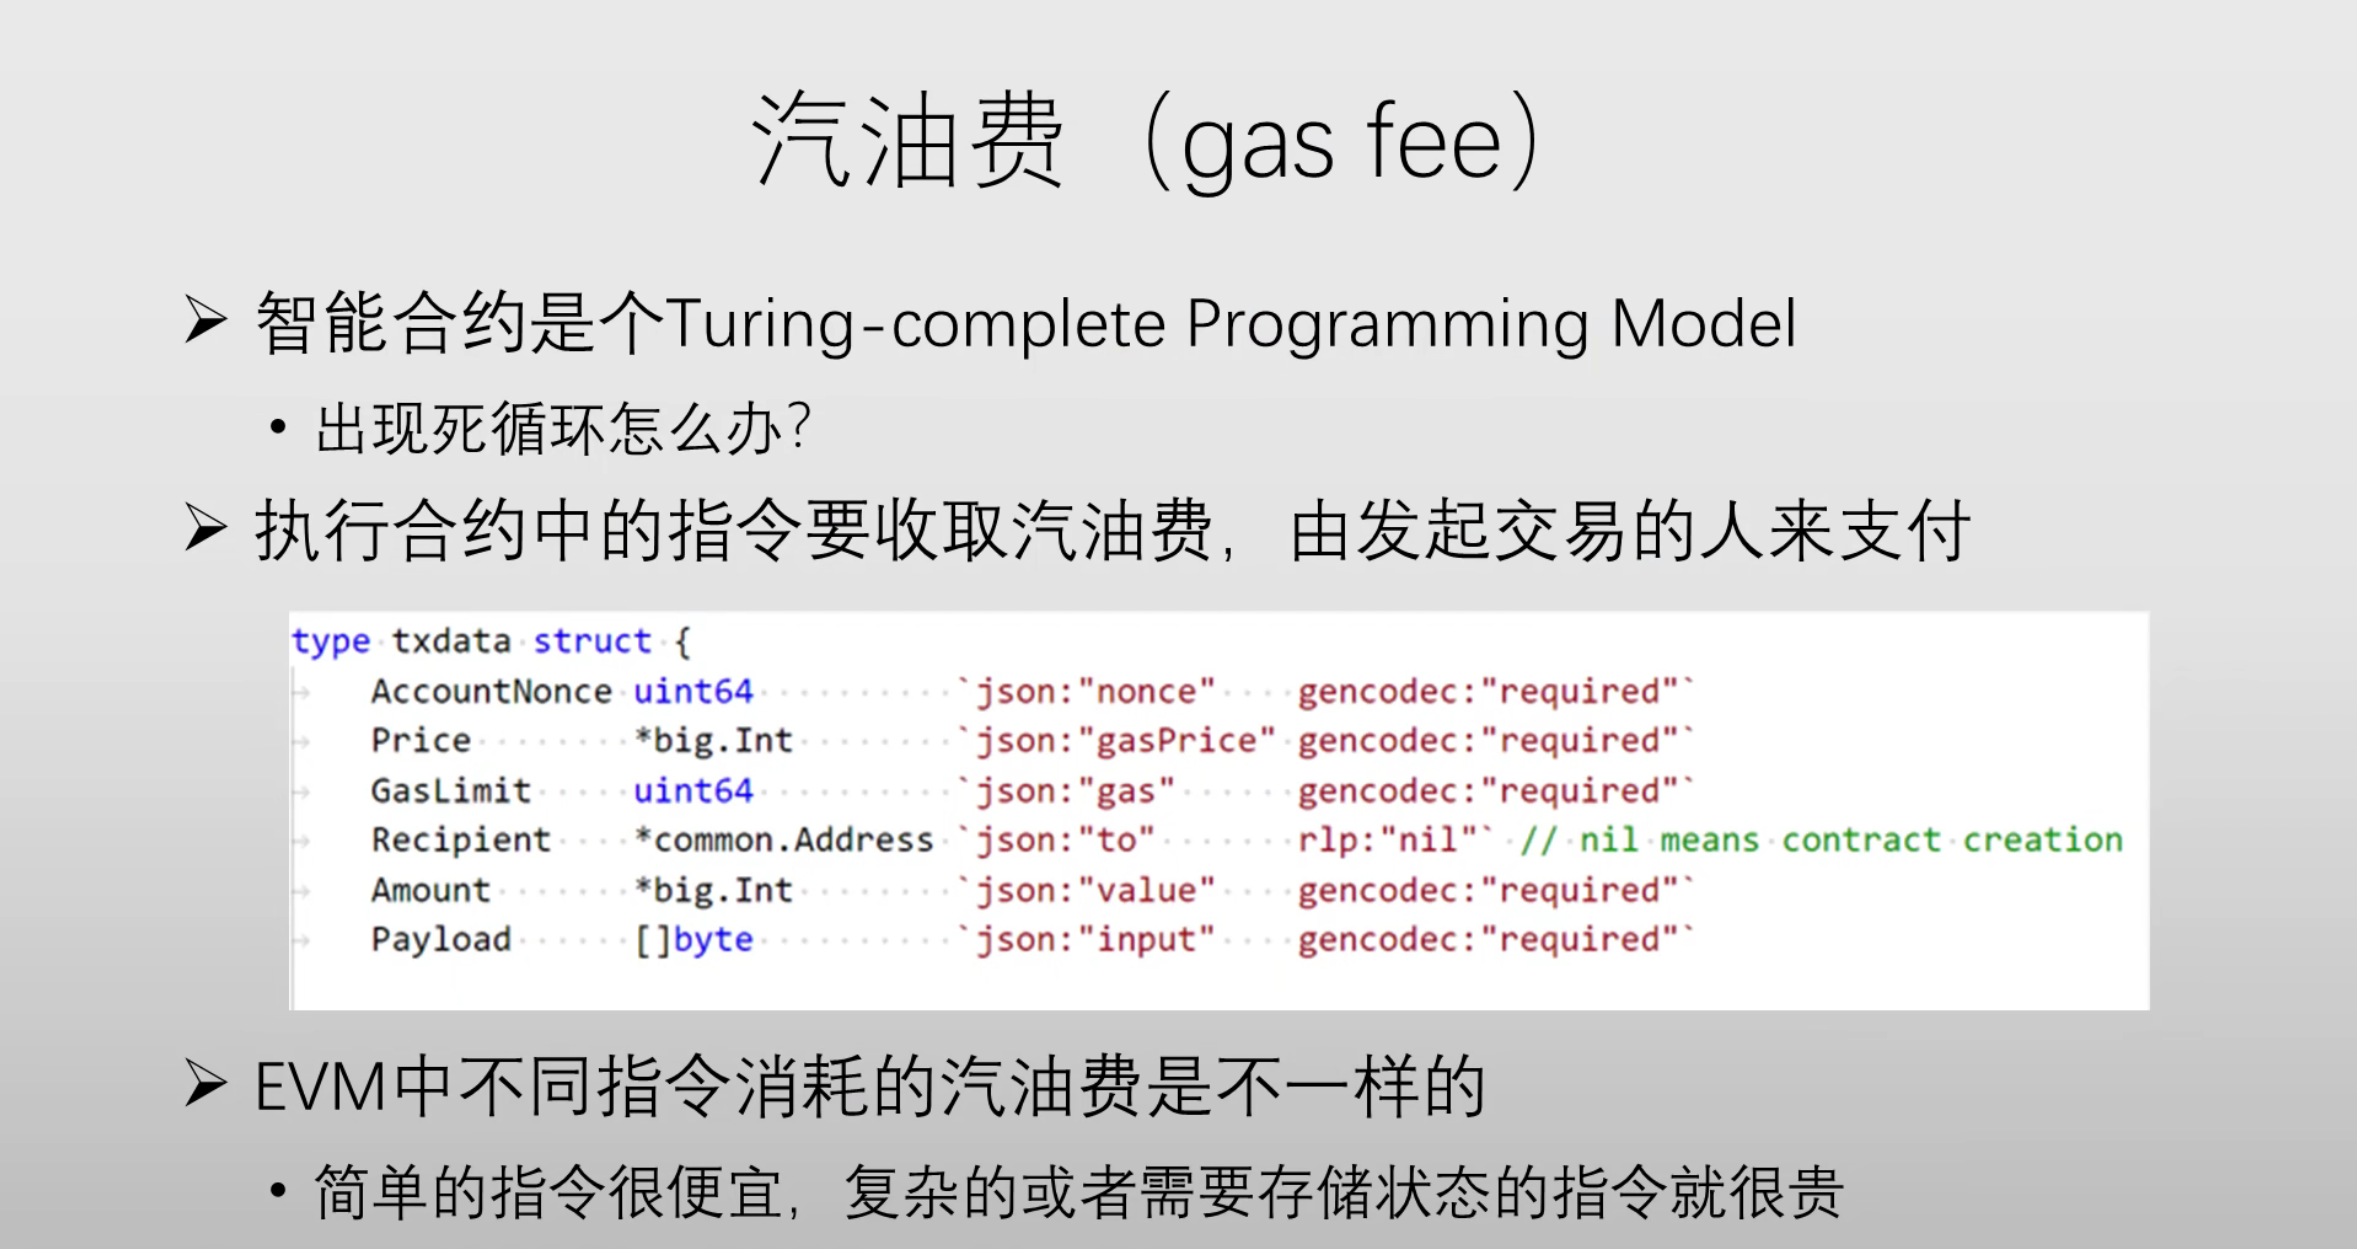 汽油费（gas fee）
智能合约是个Turing-complete Programming Model
• 出现死循环怎么办？
执行合约中的指令要收取汽油费，由发起交易的人来支付
type txdata struct {
AccountNonce uint64 `json:"nonce" gencodec:"required"`
Price *big.Int `json:"gasPrice" gencodec:"required"`
GasLimit uint64 `json:"gas" gencodec:"required"`
Recipient *common.Address `json:"to" rlp:"nil"` // nil means contract creation
Amount *big.Int `json:"value" gencodec:"required"`
Payload []byte `json:"input" gencodec:"required"`
EVM中不同指令消耗的汽油费是不一样的
• 简单的指令很便宜，复杂的或者需要存储状态的指令就很贵